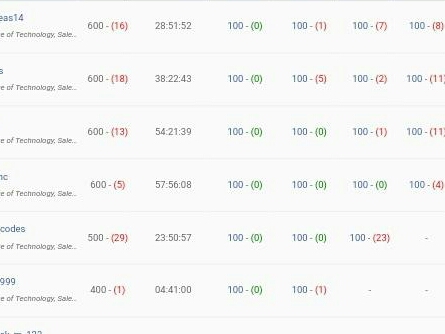 eas14 600 - (16) 28:51:52 100 - (0) 100 - (1) 100 - (7) 100 - (8)
e of Technology, Sale...
s 600 - (18) 38:22:43 100 - (0) 100 - (5) 100 - (2) 100 - (11)
e of Technology, Sale...
600 - (13) 54:21:39 100 - (0) 100 - (0) 100 - (1) 100 - (11)
e of Technology, Sale...
nc 600 - (5) 57:56:08 100 - (0) 100 - (0) 100 - (0) 100 - (4)
e of Technology, Sale...
codes 500 - (29) 23:50:57 100 - (0) 100 - (0) 100 - (23) -
e of Technology, Sale...
999 400 - (1) 04:41:00 100 - (0) 100 - (1) - -
e of Technology, Sale...